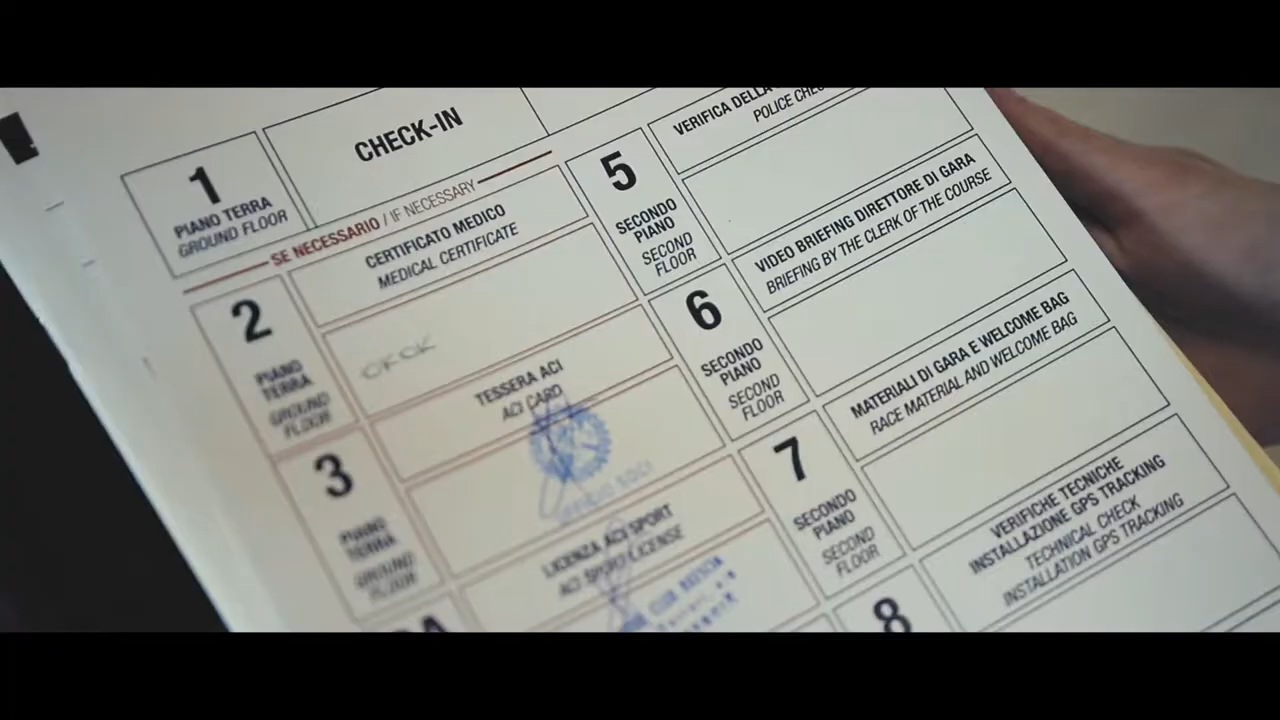 1
PIANO TERRA
GROUND FLOOR
CHECK-IN
SE NECESSARIO / IF NECESSARY
2
PIANO
TERRA
GROUND
FLOOR
CERTIFICATO MEDICO
MEDICAL CERTIFICATE
OK OK
3
PIANO
TERRA
GROUND
FLOOR
TESSERA ACI
ACI CARD
SOCI
LICENZA ACI SPORT
ACI SPORT LICENSE
5
SECONDO
PIANO
SECOND
FLOOR
VERIFICA DELLA
POLICE
6
SECONDO
PIANO
SECOND
FLOOR
VIDEO BRIEFING DIRETTORE DI GARA
BRIEFING BY THE CLERK OF THE COURSE
7
SECONDO
PIANO
SECOND
FLOOR
MATERIALI DI GARA E WELCOME BAG
RACE MATERIAL AND WELCOME BAG
8
VERIFICHE TECNICHE
INSTALLAZIONE GPS TRACKING
TECHNICAL CHECK
INSTALLATION GPS TRACKING